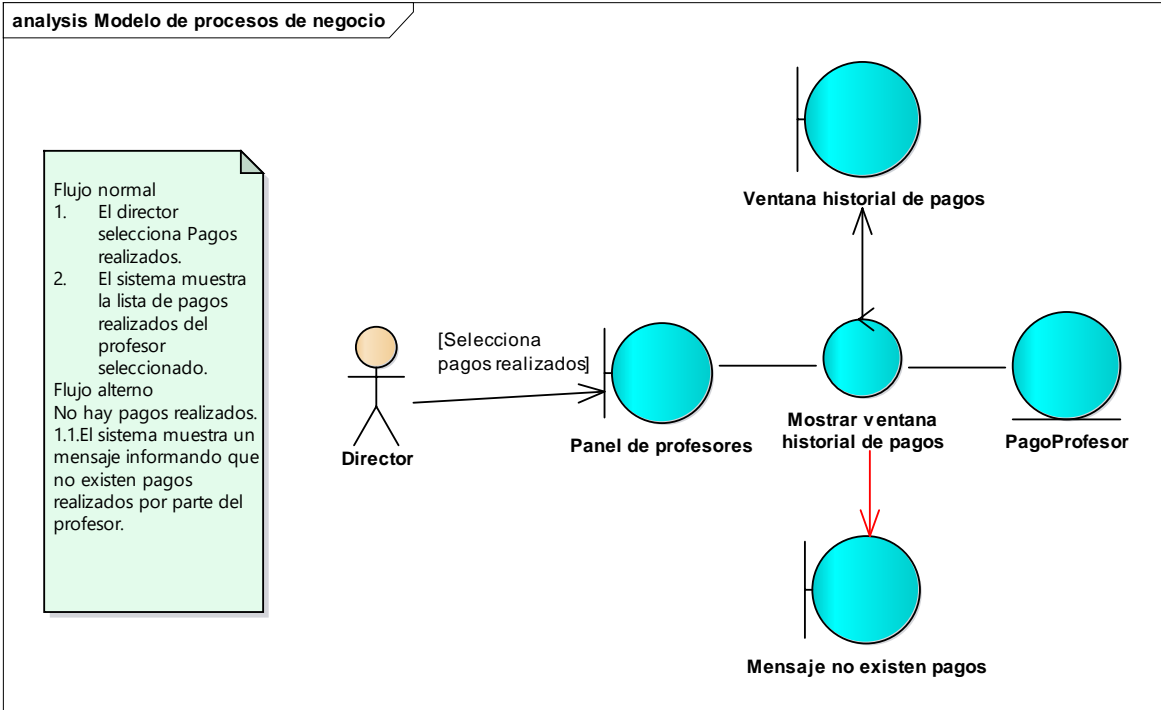 analysis Modelo de procesos de negocio
Flujo normal
1. El director
selecciona Pagos
realizados.
2. El sistema muestra
la lista de pagos
realizados del
profesor
seleccionado.
Flujo alterno
No hay pagos realizados.
1.1.El sistema muestra un
mensaje informando que
no existen pagos
realizados por parte del
profesor.
Director
[Selecciona
pagos realizados]
Panel de profesores
Ventana historial de pagos
Mostrar ventana
historial de pagos
PagoProfesor
Mensaje no existen pagos